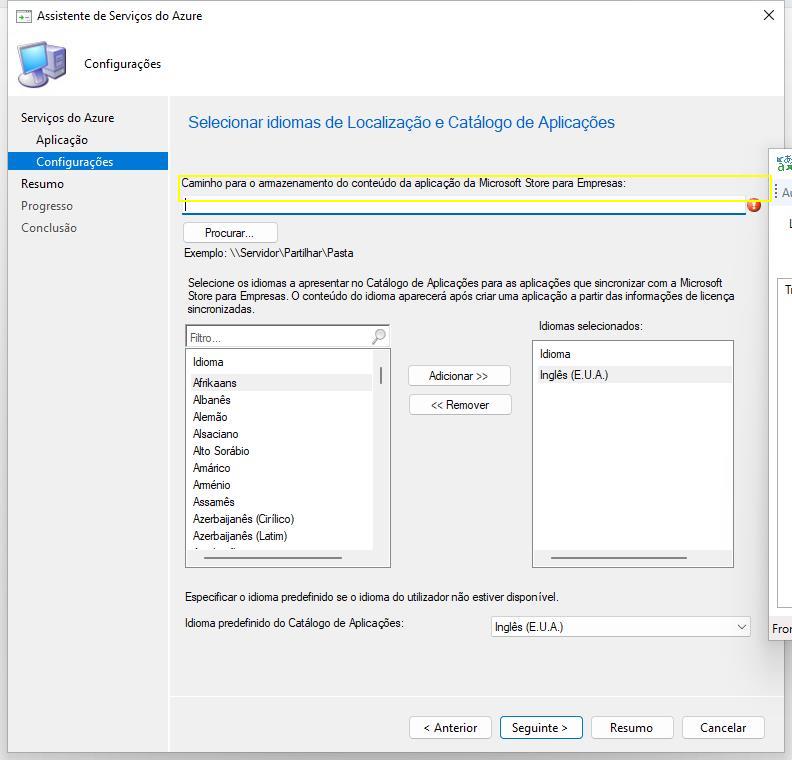 Assistente de Serviços do Azure
Configurações
Serviços do Azure
Aplicação
Configurações
Resumo
Progresso
Conclusão
Selecionar idiomas de Localização e Catálogo de Aplicações
Caminho para o armazenamento do conteúdo da aplicação da Microsoft Store para Empresas:
Procurar...
Exemplo: \\Servidor\Partilhar\Pasta
Selecione os idiomas a apresentar no Catálogo de Aplicações para as aplicações que sincronizar com a Microsoft
Store para Empresas. O conteúdo do idioma aparecerá após criar uma aplicação a partir das informações de licença
sincronizadas.
Filtro...
Idioma
Afrikaans
Albanês
Alemão
Alsaciano
Alto Sorábio
Amárico
Arménio
Assamês
Azerbaijanês (Cirílico)
Azerbaijanês (Latim)
Adicionar >>
<< Remover
Idiomas selecionados:
Idioma
Inglês (E.U.A.)
Especificar o idioma predefinido se o idioma do utilizador não estiver disponível.
Idioma predefinido do Catálogo de Aplicações:
Inglês (E.U.A.)
< Anterior
Seguinte >
Resumo
Cancelar